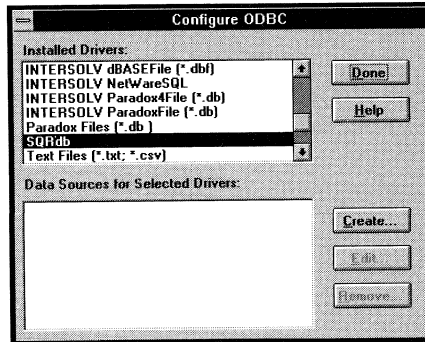 Configure ODBC
Installed Drivers:
INTERSOLV dBASEFile (*.dbf)
INTERSOLV NetWareSQL
INTERSOLV Paradox4File (*.db)
INTERSOLV ParadoxFile (*.db)
Paradox Files (*.db )
SQRdb
Text Files (*.txt; *.csv)
Done
Help
Data Sources for Selected Drivers:
Create...
Edit...
Remove...